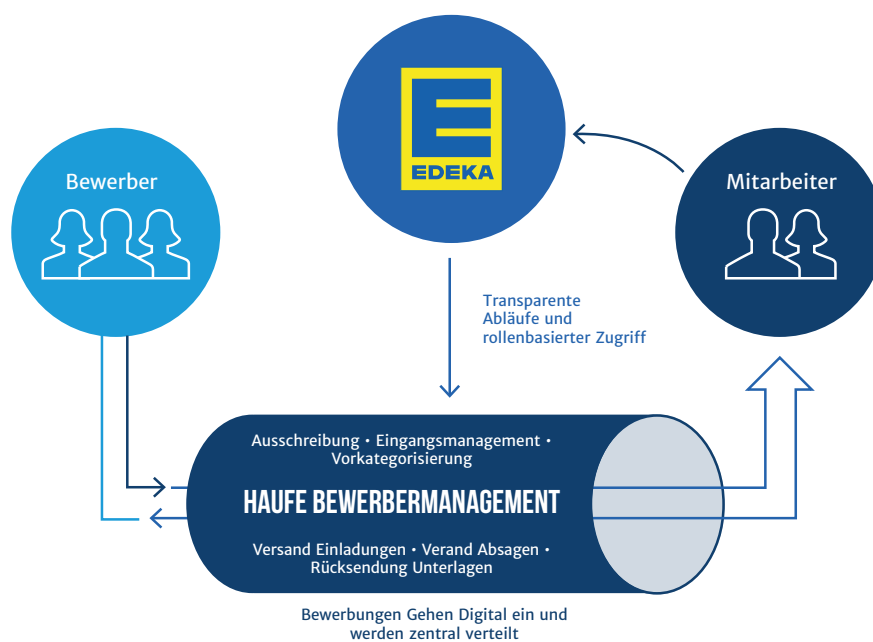 EDEKA
Bewerber
Mitarbeiter
Transparente
Abläufe und
rollenbasierter Zugriff
Ausschreibung • Eingangsmanagement •
Vorkategorisierung
HAUFE BEWERBERMANAGEMENT
Versand Einladungen • Verand Absagen •
Rücksendung Unterlagen
Bewerbungen Gehen Digital ein und
werden zentral verteilt